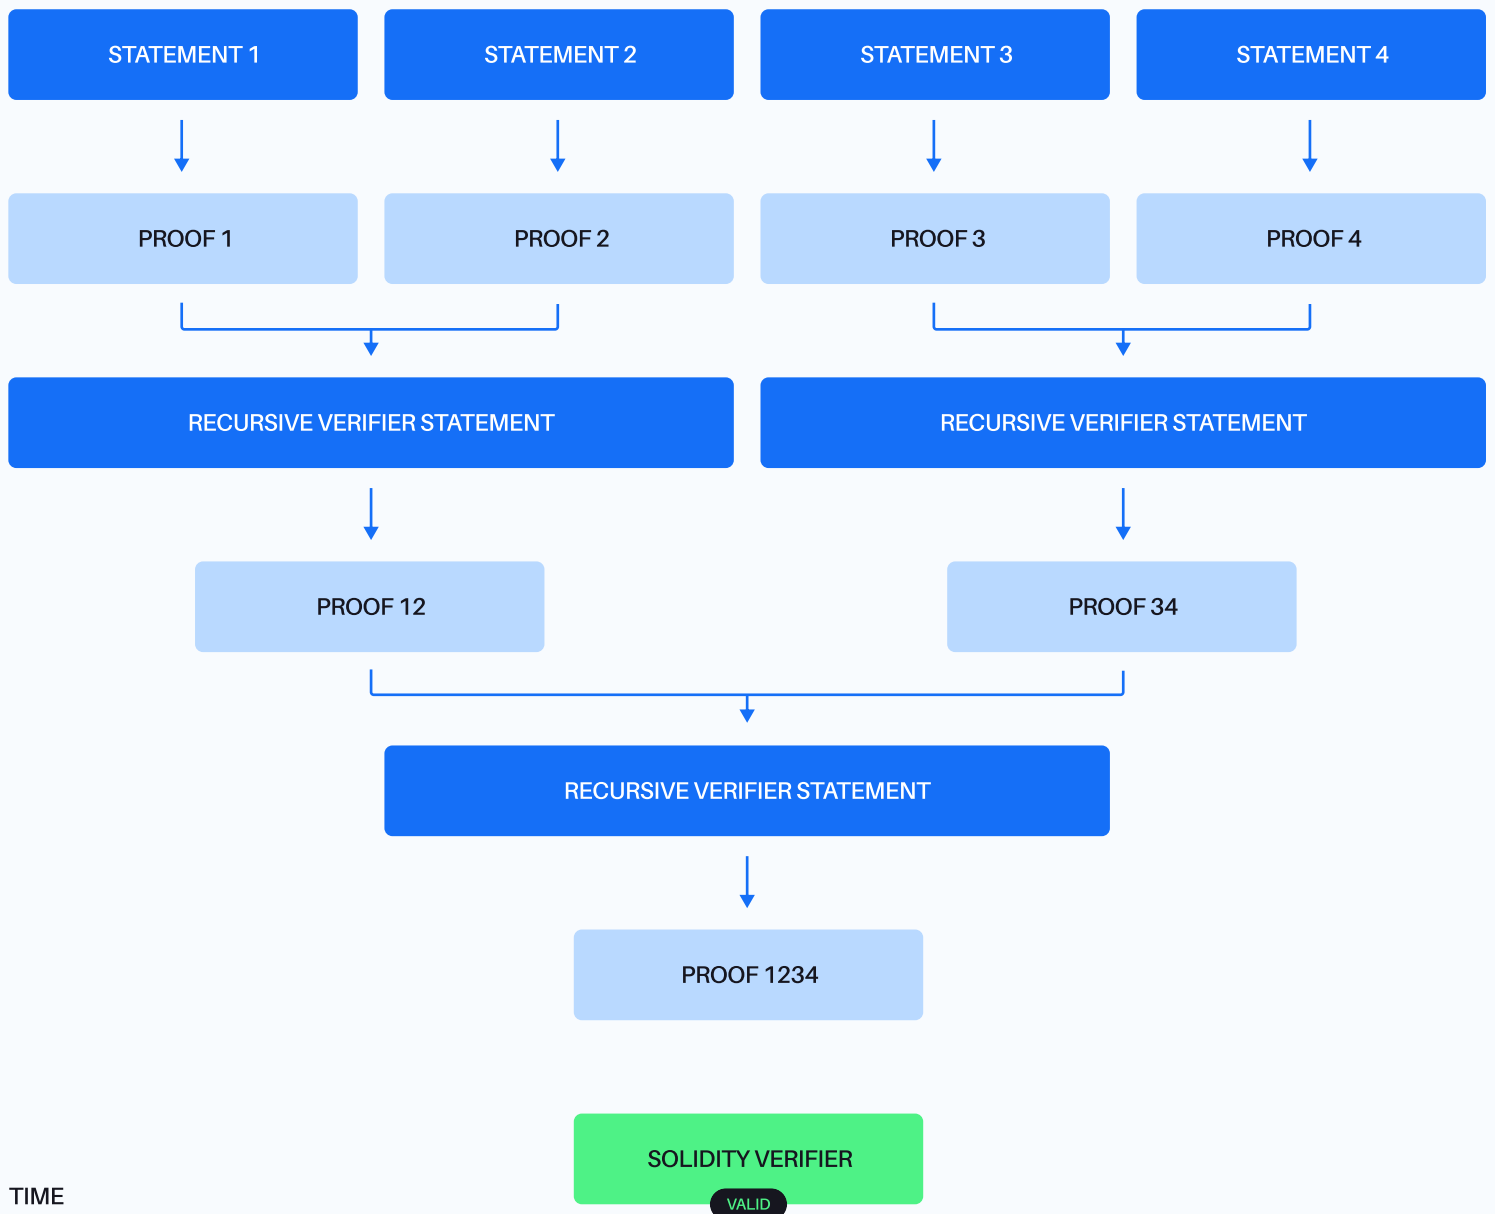 STATEMENT 1
STATEMENT 2
STATEMENT 3
STATEMENT 4
PROOF 1
PROOF 2
PROOF 3
PROOF 4
RECURSIVE VERIFIER STATEMENT
RECURSIVE VERIFIER STATEMENT
PROOF 12
PROOF 34
RECURSIVE VERIFIER STATEMENT
PROOF 1234
SOLIDITY VERIFIER
TIME
VALID